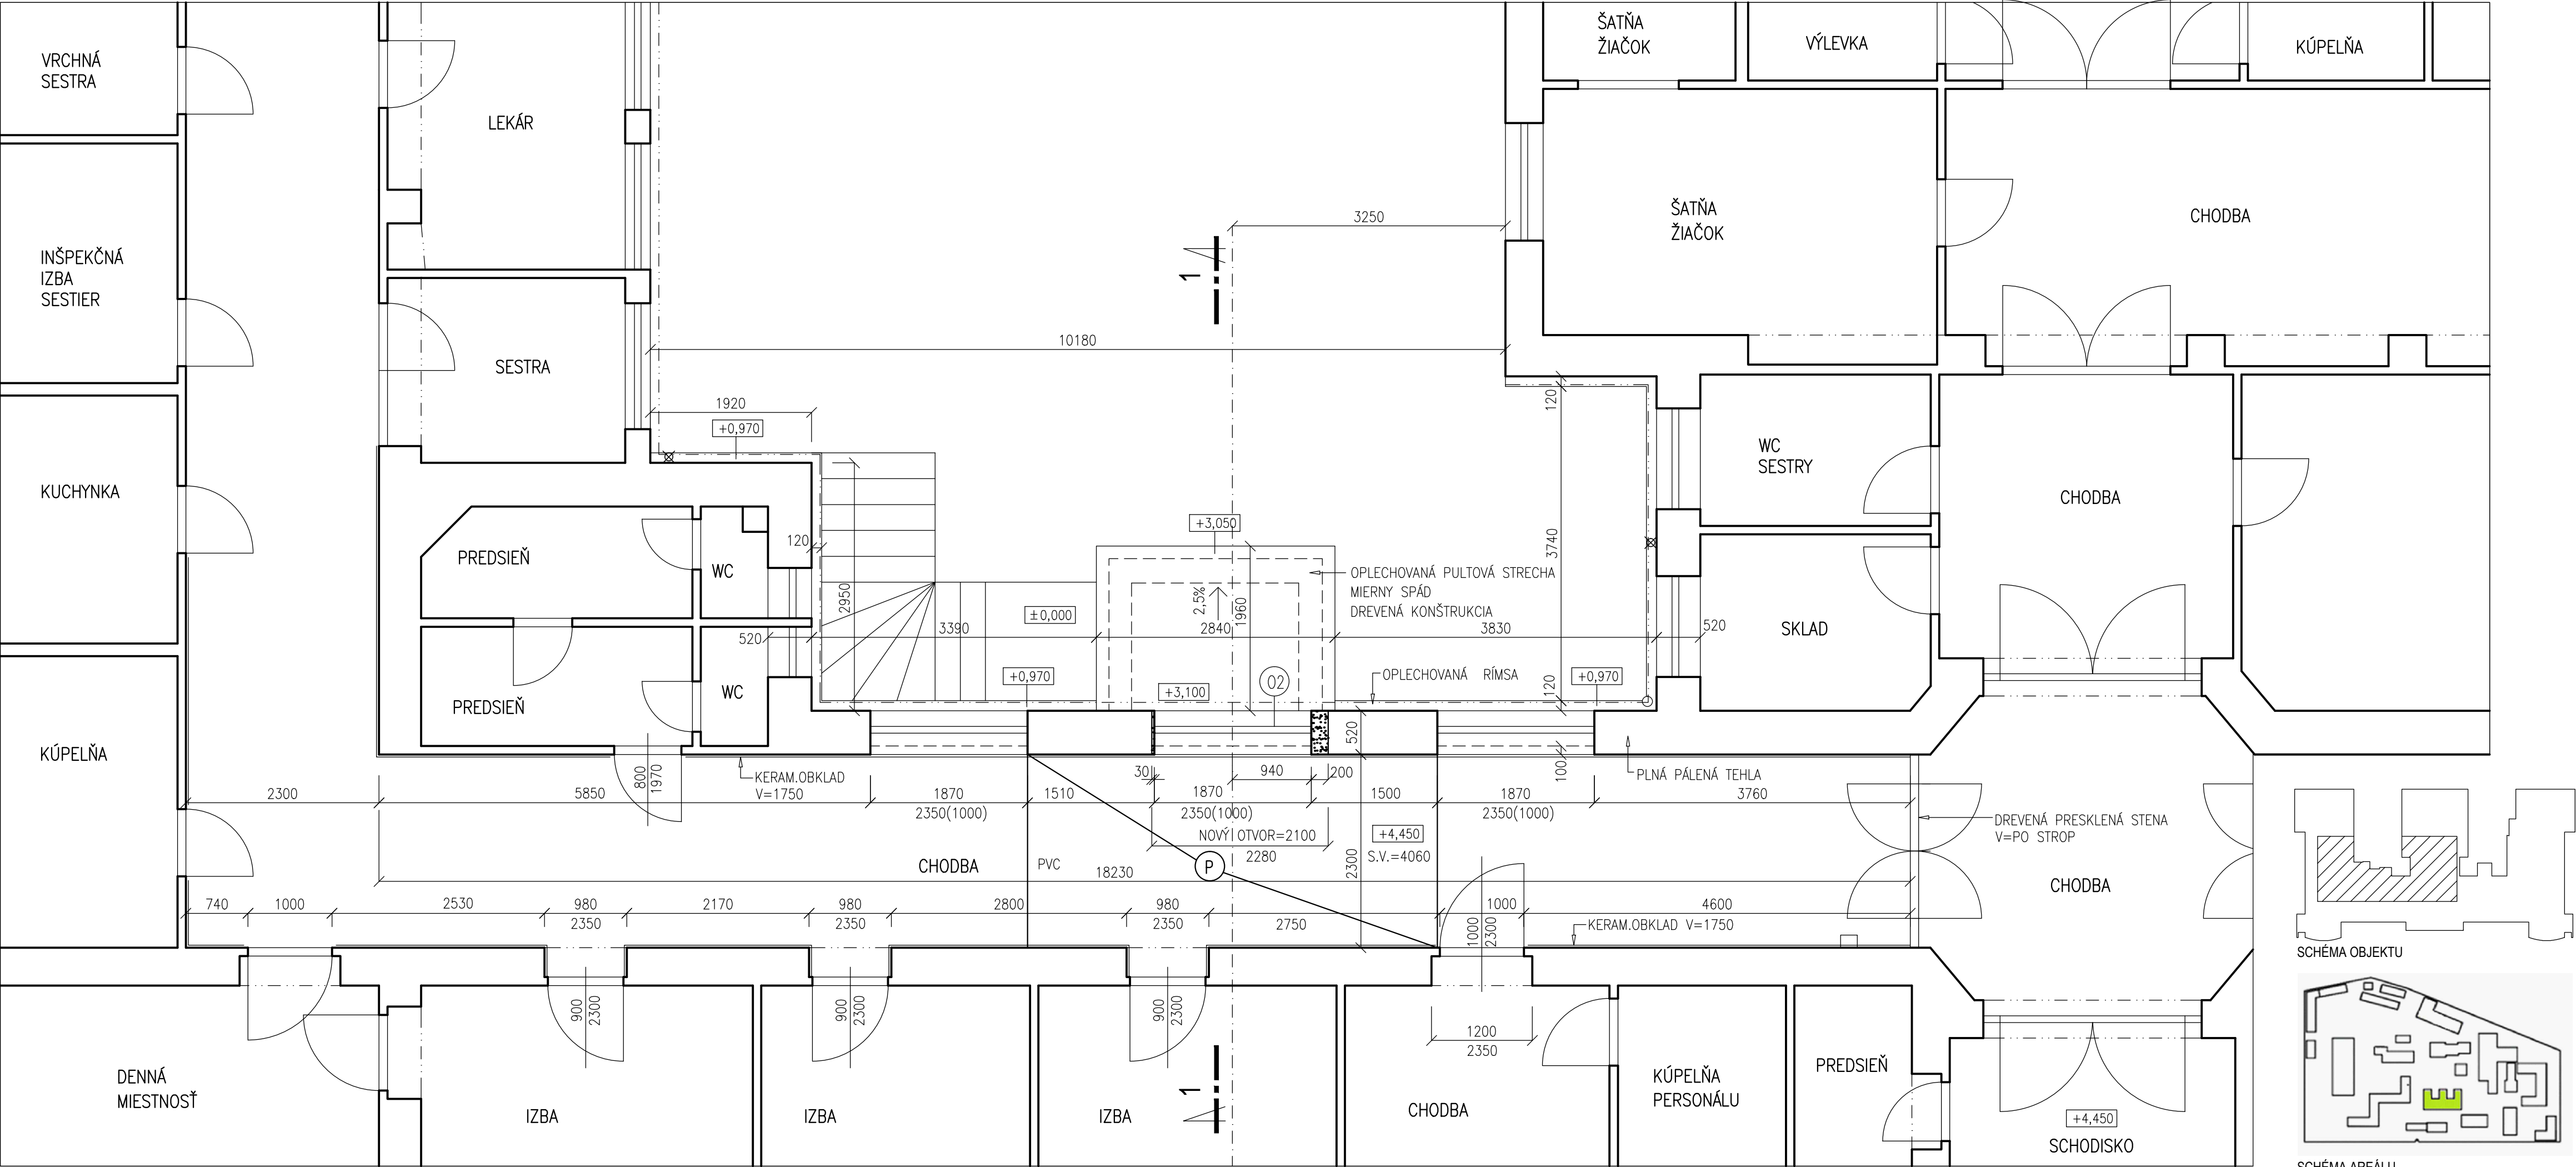 VRCHNÁ
SESTRA
LEKÁR
ŠATŇA
ŽIAČOK
VÝLEVKA
KÚPELŇA
INŠPEKČNÁ
IZBA
SESTIER
3250
ŠATŇA
ŽIAČOK
CHODBA
1
10180
SESTRA
1920
+0,970
120
WC
SESTRY
KUCHYNKA
CHODBA
PREDSIEŇ
WC
120
2950
+3,050
3740
OPLECHOVANÁ PULTOVÁ STRECHA
MIERNY SPÁD
DREVENÁ KONŠTRUKCIA
2,5%
1960
±0,000
520
3390
2840
3830
520
SKLAD
PREDSIEŇ
WC
+0,970
+3,100
02
OPLECHOVANÁ RÍMSA
120
+0,970
KÚPELŇA
520
800
1970
KERAM.OBKLAD
V=1750
30
940
200
100
PLNÁ PÁLENÁ TEHLA
2300
5850
1870
2350(1000)
1510
1870
2350(1000)
1500
1870
2350(1000)
3760
DREVENÁ PRESKLENÁ STENA
V=PO STROP
NOVÝ OTVOR=2100
2280
+4,450
S.V.=4060
CHODBA
PVC
P
2300
18230
CHODBA
740
1000
2530
980
2350
2170
980
2350
2800
980
2350
2750
1000
4600
1000
2300
KERAM.OBKLAD V=1750
SCHÉMA OBJEKTU
900
2300
900
2300
900
2300
1200
2350
DENNÁ
MIESTNOSŤ
IZBA
IZBA
IZBA
1
CHODBA
KÚPELŇA
PERSONÁLU
PREDSIEŇ
+4,450
SCHODISKO
SCHÉMA AREÁLU